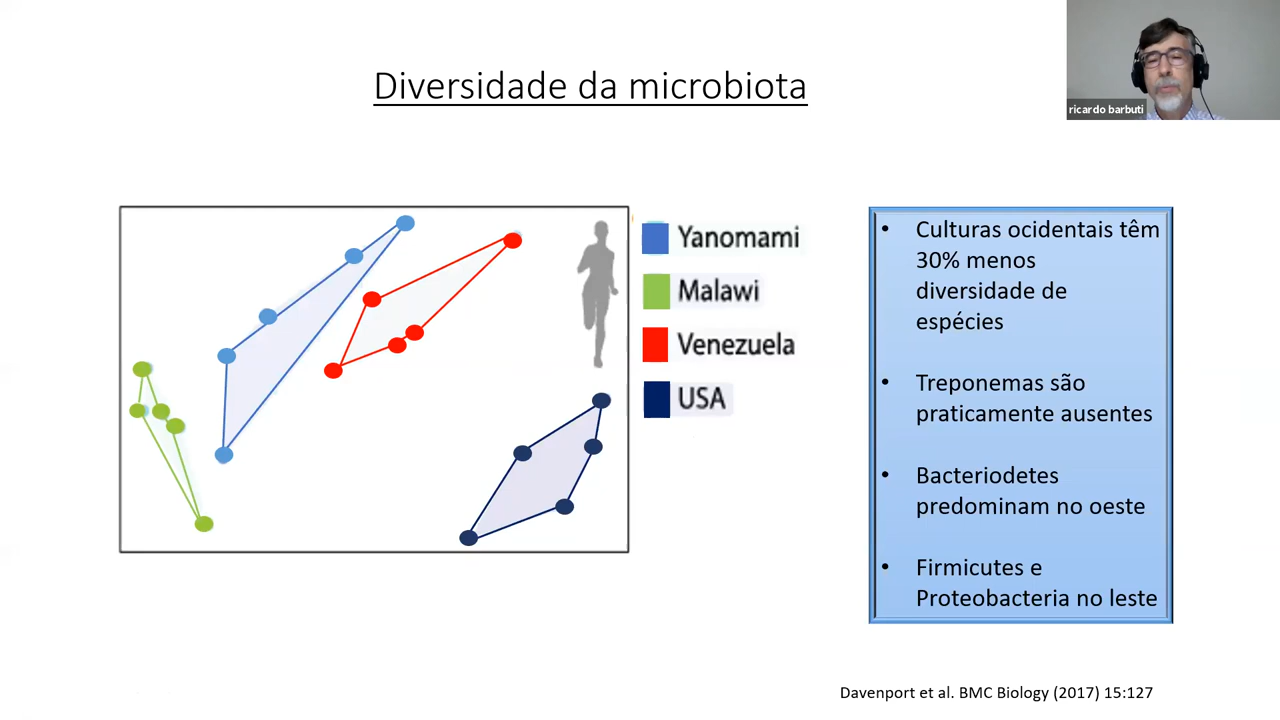 Diversidade da microbiota
ricardo barbuti
Yanomami
Malawi
Venezuela
USA
• Culturas ocidentais têm
30% menos
diversidade de
espécies
• Treponemas são
praticamente ausentes
• Bacteriodetes
predominam no oeste
• Firmicutes e
Proteobacteria no leste
Davenport et al. BMC Biology (2017) 15:127